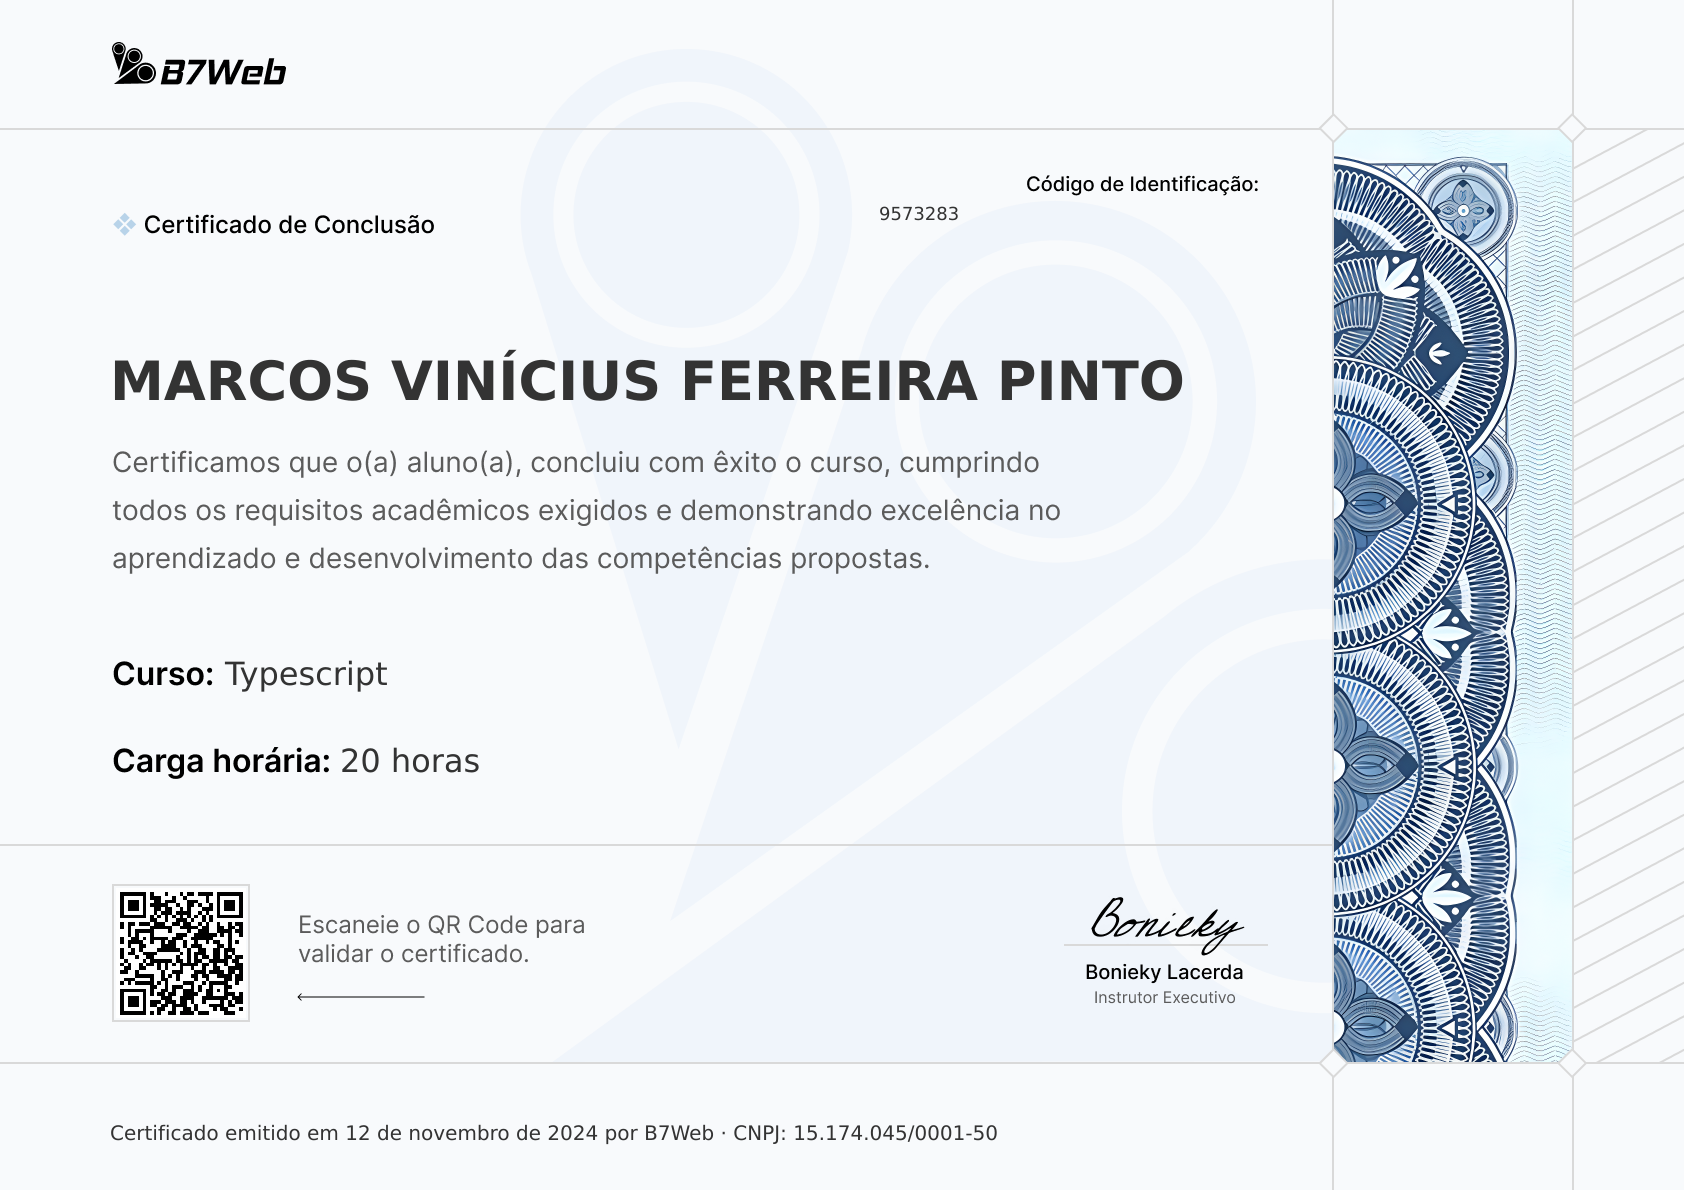 B7Web
Código de Identificação:
9573283
Certificado de Conclusão
MARCOS VINÍCIUS FERREIRA PINTO
Certificamos que o(a) aluno(a), concluiu com êxito o curso, cumprindo
todos os requisitos acadêmicos exigidos e demonstrando excelência no
aprendizado e desenvolvimento das competências propostas.
Curso: Typescript
Carga horária: 20 horas
Escaneie o QR Code para
validar o certificado.
Bonieky
Bonieky Lacerda
Instrutor Executivo
Certificado emitido em 12 de novembro de 2024 por B7Web · CNPJ: 15.174.045/0001-50